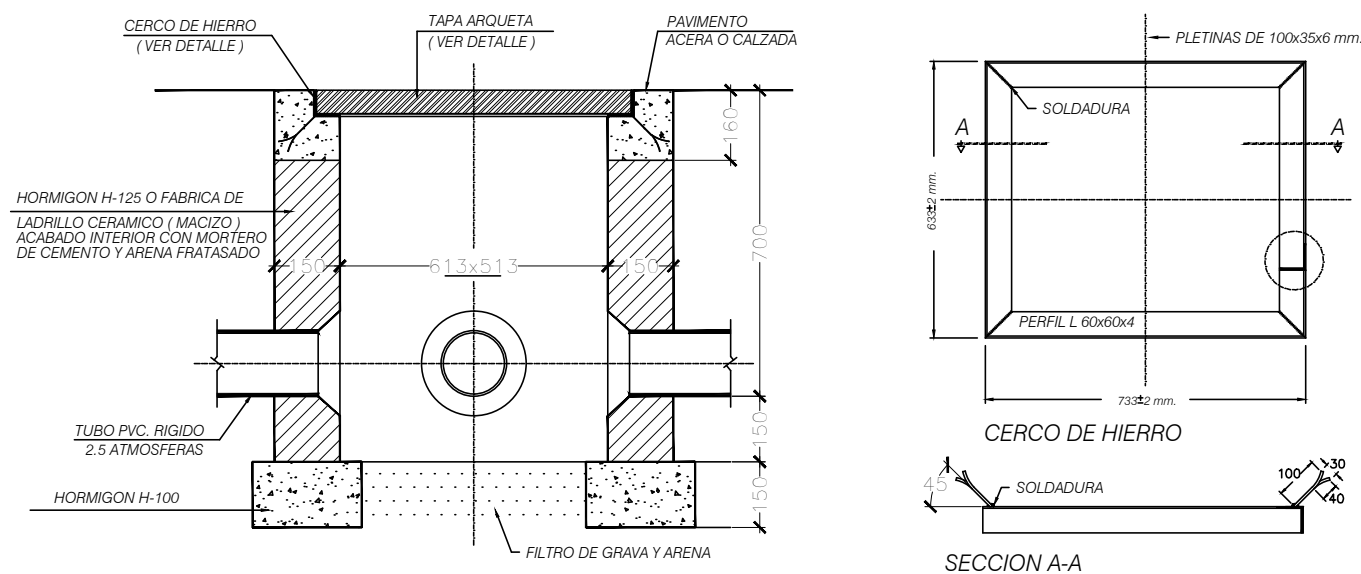 CERCO DE HIERRO
( VER DETALLE )
TAPA ARQUETA
( VER DETALLE )
PAVIMENTO
ACERA O CALZADA
160
HORMIGON H-125 O FABRICA DE
LADRILLO CERAMICO ( MACIZO )
ACABADO INTERIOR CON MORTERO
DE CEMENTO Y ARENA FRATASADO
150
613x513
150
700
TUBO PVC. RIGIDO
2.5 ATMOSFERAS
150
HORMIGON H-100
150
FILTRO DE GRAVA Y ARENA
PLETINAS DE 100x35x6 mm.
SOLDADURA
A
A
633±2 mm.
PERFIL L 60x60x4
733±2 mm.
CERCO DE HIERRO
45
SOLDADURA
100
30
40
SECCION A-A